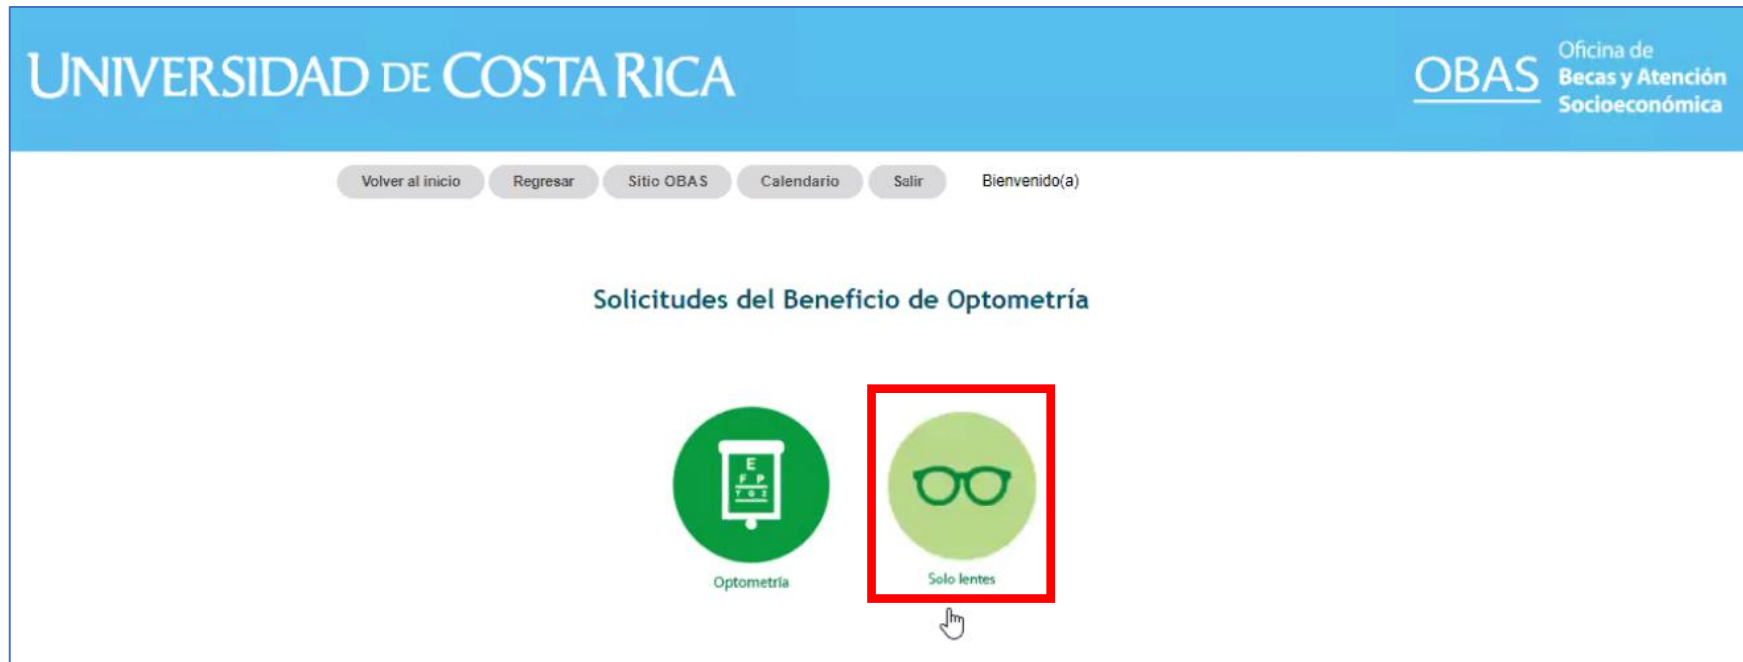 UNIVERSIDAD DE COSTA RICA
OBAS
Oficina de
Becas y Atención
Socioeconómica
Volver al inicio Regresar Sitio OBAS Calendario Salir Bienvenido(a)
Solicitudes del Beneficio de Optometría
E
F P
T O Z
Optometría Solo lentes